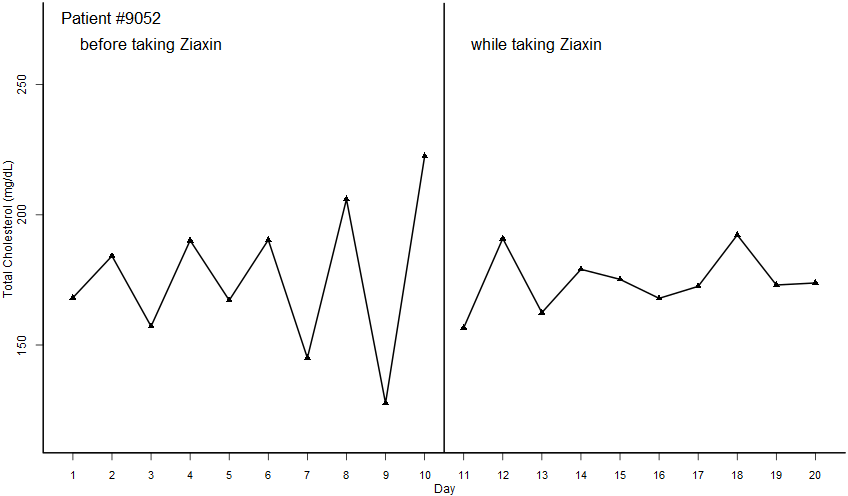 Patient #9052
before taking Ziaxin
while taking Ziaxin
Total Cholesterol (mg/dL)
250
200
150
1 2 3 4 5 6 7 8 9 10 11 12 13 14 15 16 17 18 19 20
Day